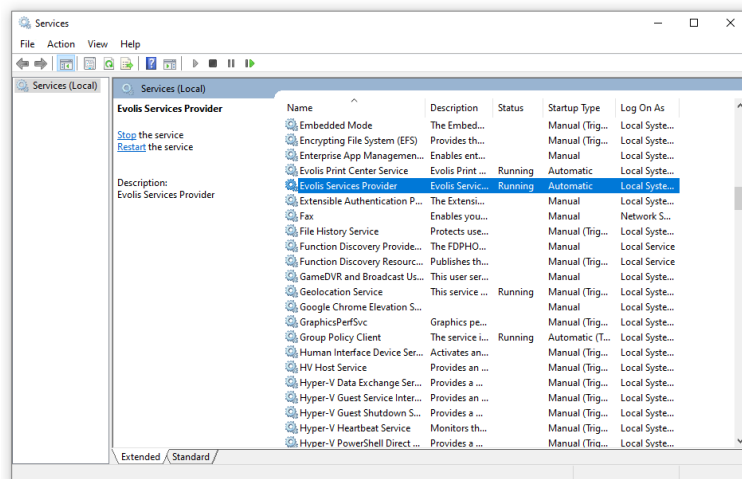 Services
File Action View Help
Services (Local)
Services (Local)
Evolis Services Provider
Stop the service
Restart the service
Description:
Evolis Services Provider
Name Description Status Startup Type Log On As
Embedded Mode The Embed... Manual (Trig... Local Syste...
Encrypting File System (EFS) Provides th... Manual (Trig... Local Syste...
Enterprise App Managemen... Enables ent... Manual Local Syste...
Evolis Print Center Service Evolis Print ... Running Automatic Local Syste...
Evolis Services Provider Evolis Servic... Running Automatic Local Syste...
Extensible Authentication P... The Extensi... Manual Local Syste...
Fax Enables you... Manual Network S...
File History Service Protects use... Manual (Trig... Local Syste...
Function Discovery Provide... The FDPHO... Manual Local Service
Function Discovery Resourc... Publishes th... Manual (Trig... Local Service
GameDVR and Broadcast Us... This user ser... Manual Local Syste...
Geolocation Service This service ... Running Manual (Trig... Local Syste...
Google Chrome Elevation S... Manual Local Syste...
GraphicsPerfSvc Graphics pe... Manual (Trig... Local Syste...
Group Policy Client The service i... Running Automatic (T... Local Syste...
Human Interface Device Ser... Activates an... Manual (Trig... Local Syste...
HV Host Service Provides an ... Manual (Trig... Local Syste...
Hyper-V Data Exchange Ser... Provides a ... Manual (Trig... Local Syste...
Hyper-V Guest Service Inter... Provides an ... Manual (Trig... Local Syste...
Hyper-V Guest Shutdown S... Provides a ... Manual (Trig... Local Syste...
Hyper-V Heartbeat Service Monitors th... Manual (Trig... Local Syste...
Hyper-V PowerShell Direct ... Provides a ... Manual (Trig... Local Syste...
Extended Standard